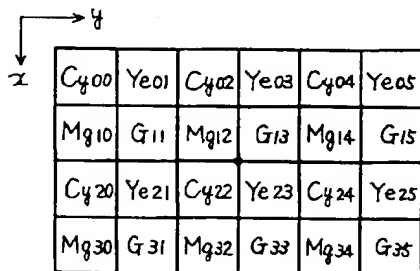 y
x
Cy00 Ye01 Cy02 Ye03 Cy04 Ye05
Mg10 G11 Mg12 G13 Mg14 G15
Cy20 Ye21 Cy22 Ye23 Cy24 Ye25
Mg30 G31 Mg32 G33 Mg34 G35